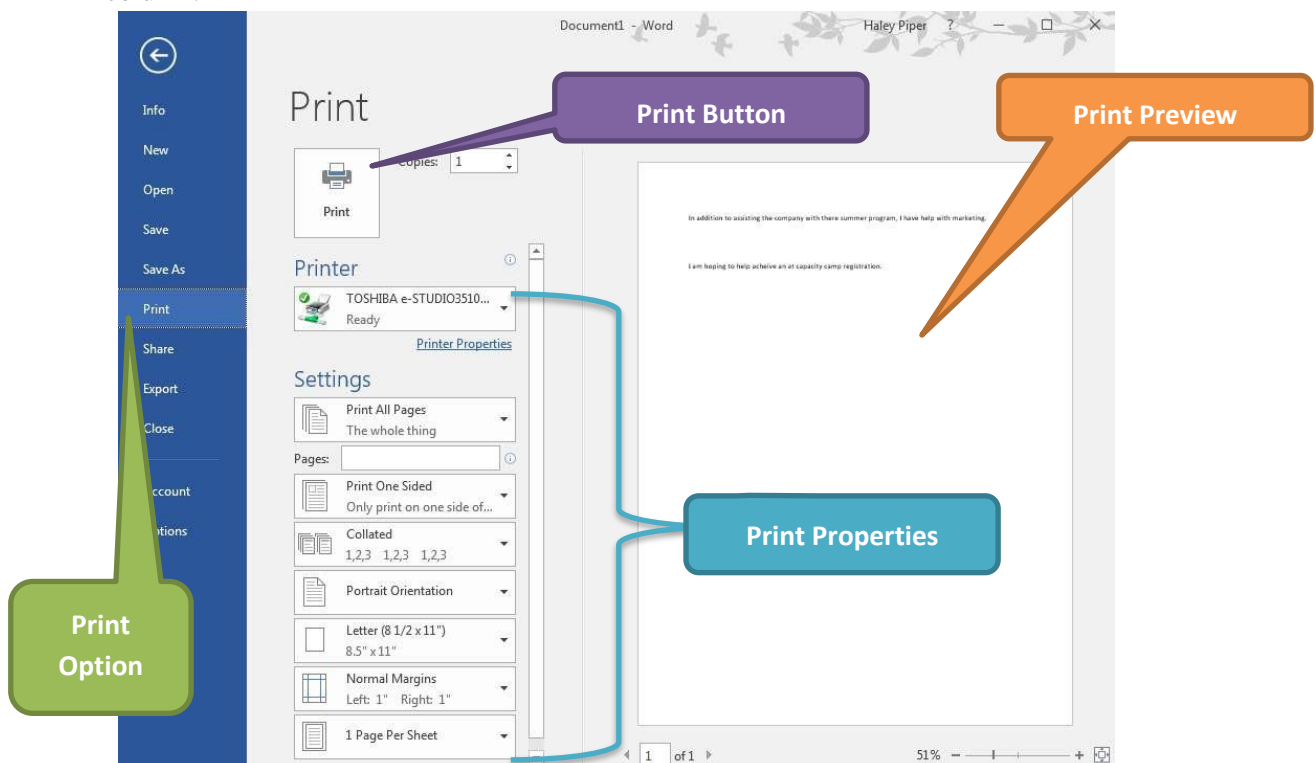 Document1 - Word
Haley Piper ?
Info
New
Open
Save
Save As
Print
Share
Export
Close
Print
Option
Print
Print Button
Print Preview
Copies: 1
Print
Printer
TOSHIBA e-STUDIO3510...
Ready
Printer Properties
Settings
Print All Pages
The whole thing
Pages:
Print One Sided
Only print on one side of...
Collated
1,2,3 1,2,3 1,2,3
Portrait Orientation
Letter (8 1/2 x 11")
8.5" x 11"
Normal Margins
Left: 1" Right: 1"
1 Page Per Sheet
Print Properties
In addition to assisting the company with there summer program, I have help with marketing.
I am hoping to help acheive an at capacity camp registration.
1 of 1
51%